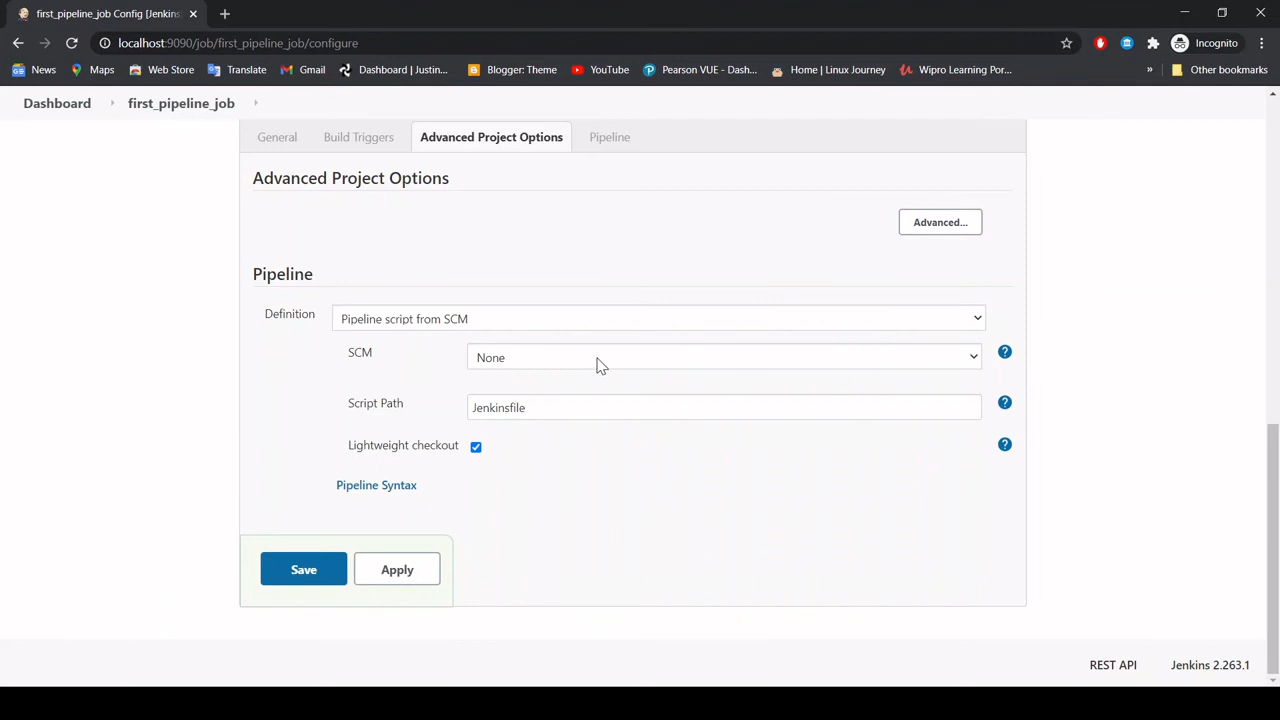 first_pipeline_job Config [Jenkins]
localhost:9090/job/first_pipeline_job/configure
Incognito
News Maps Web Store Translate Gmail Dashboard | Justin... Blogger: Theme YouTube Pearson VUE - Dash... Home | Linux Journey Wipro Learning Por... » Other bookmarks
Dashboard first_pipeline_job
General Build Triggers Advanced Project Options Pipeline
Advanced Project Options
Advanced...
Pipeline
Definition Pipeline script from SCM
SCM None ?
Script Path Jenkinsfile ?
Lightweight checkout ?
Pipeline Syntax
Save Apply
REST API Jenkins 2.263.1